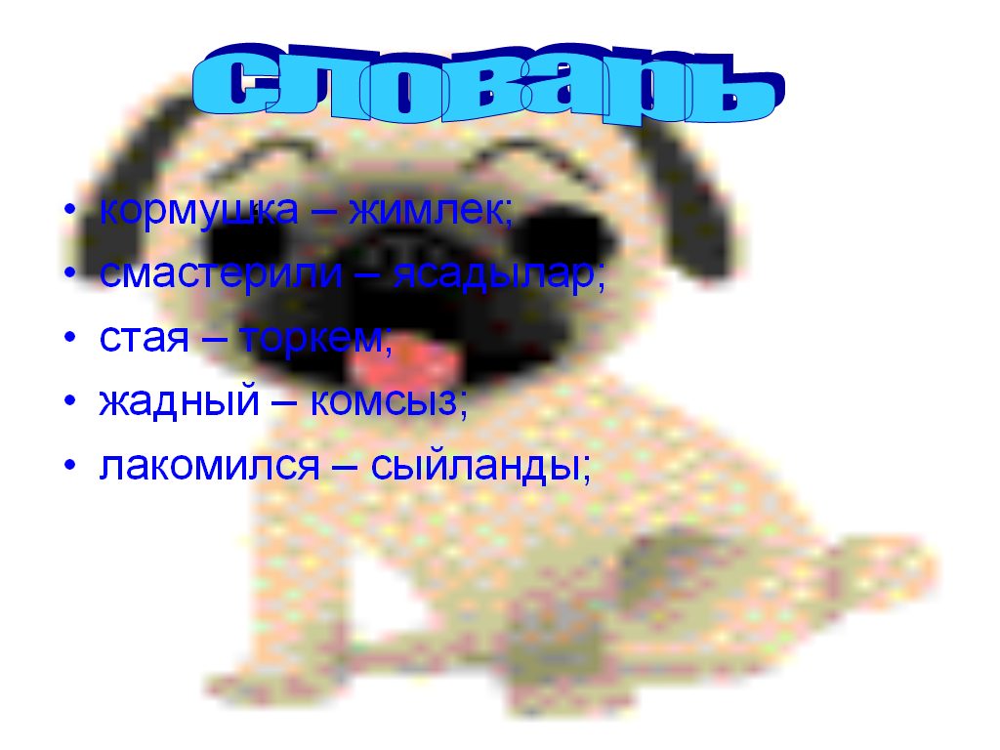 словарь
• кормушка – жимлек;
• смастерили – ясадылар;
• стая – торкем;
• жадный – комсыз;
• лакомился – сыйланды;